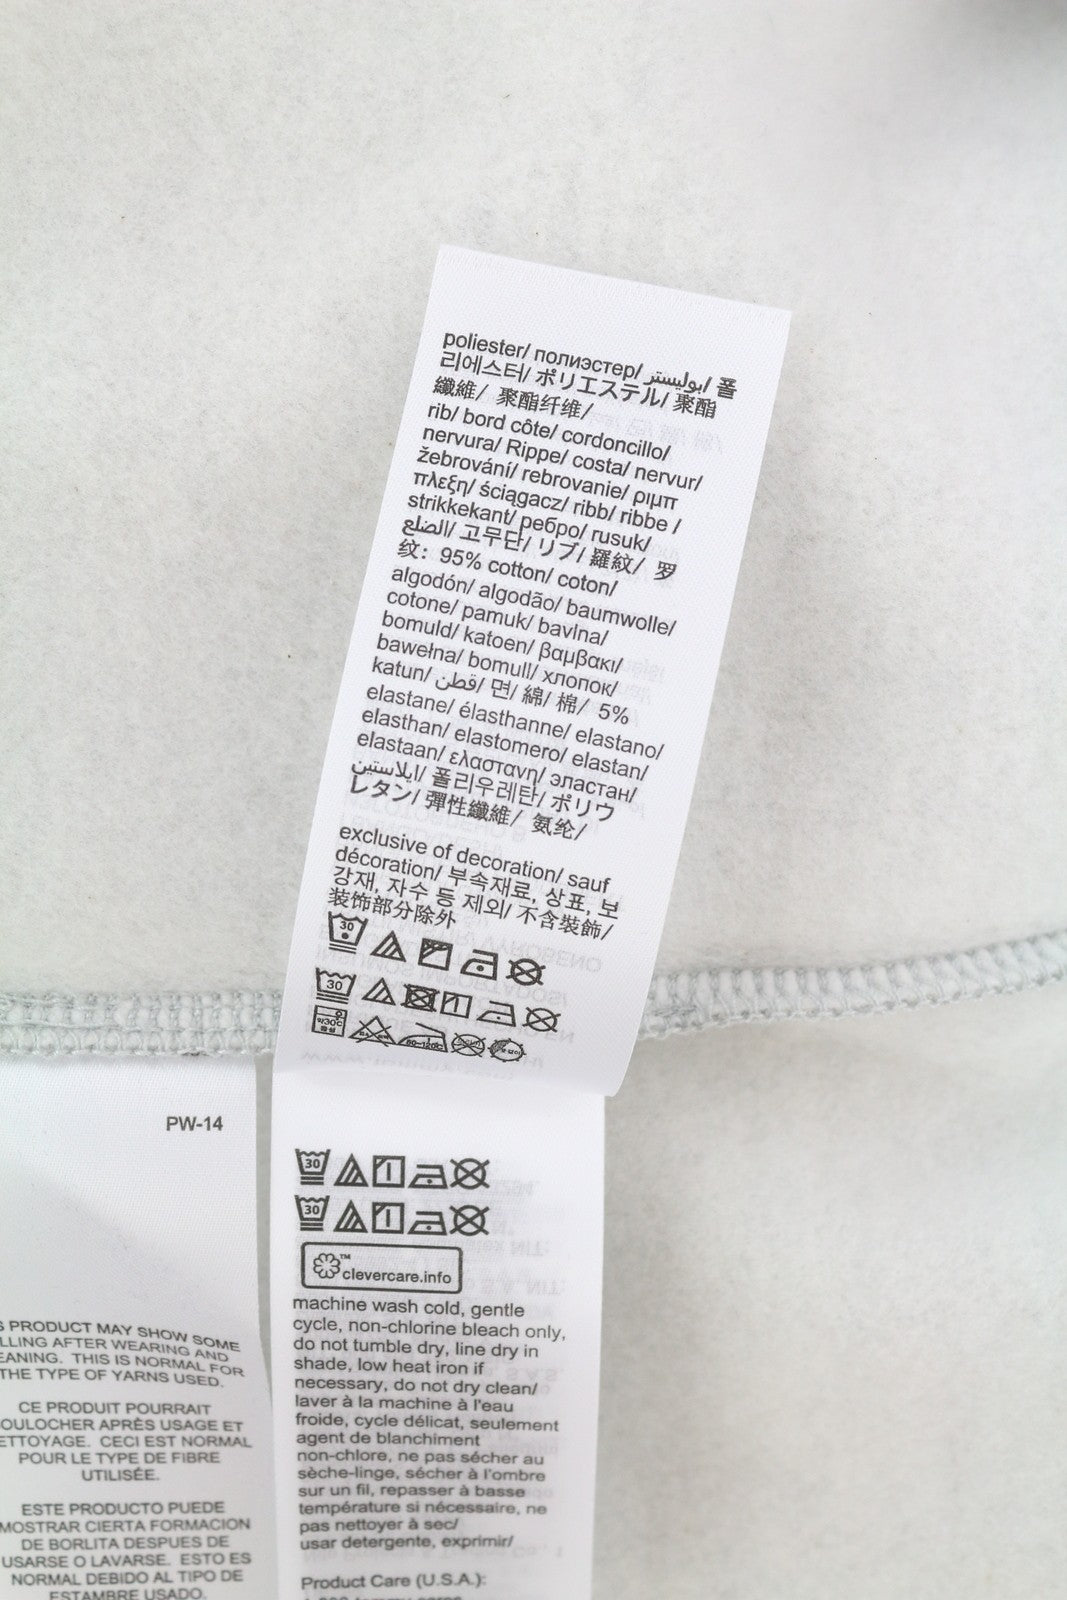 poliester/ полиэстер/ بوليستر/ 폴
리에스터/ ポリエステル/ 聚酯
纖維/ 聚酯纤维/
rib/ bord côte/ cordoncillo/
nervura/ Rippe/ costa/ nervur/
žebrování/ rebrovanie/ ριμπ
πλεξη/ ściągacz/ ribb/ ribbe /
strikkekant/ ребро/ rusuk/
الضلع/ 고무단/ リブ/ 羅紋/ 罗
纹: 95% cotton/ coton/
algodón/ algodão/ baumwolle/
cotone/ pamuk/ bavlna/
bomuld/ katoen/ βαμβακι/
bawełna/ bomull/ хлопок/
katun/ قطن/ 면/ 綿/ 棉/ 5%
elastane/ élasthanne/ elastano/
elasthan/ elastomero/ elastan/
elastaan/ ελαστανη/ эластан/
ايلاستين/ 폴리우레탄/ ポリウ
レタン/ 彈性纖維/ 氨纶/
exclusive of decoration/ sauf
décoration/ 부속재료, 상표, 보
강재, 자수 등 제외/ 不含裝飾/
装饰部分除外
30
30
80~120℃
PW-14
30
30
™
clevercare.info
machine wash cold, gentle
cycle, non-chlorine bleach only,
do not tumble dry, line dry in
shade, low heat iron if
necessary, do not dry clean/
laver à la machine à l'eau
froide, cycle délicat, seulement
agent de blanchiment
non-chlore, ne pas sécher au
sèche-linge, sécher à l'ombre
sur un fil, repasser à basse
température si nécessaire, ne
pas nettoyer à sec/
usar detergente, exprimir/
Product Care (U.S.A.):
S PRODUCT MAY SHOW SOME
LLING AFTER WEARING AND
EANING. THIS IS NORMAL FOR
THE TYPE OF YARNS USED.
CE PRODUIT POURRAIT
OULOCHER APRÈS USAGE ET
ETTOYAGE. CECI EST NORMAL
POUR LE TYPE DE FIBRE
UTILISÉE.
ESTE PRODUCTO PUEDE
MOSTRAR CIERTA FORMACION
DE BORLITA DESPUES DE
USARSE O LAVARSE. ESTO ES
NORMAL DEBIDO AL TIPO DE
ESTAMBRE USADO.